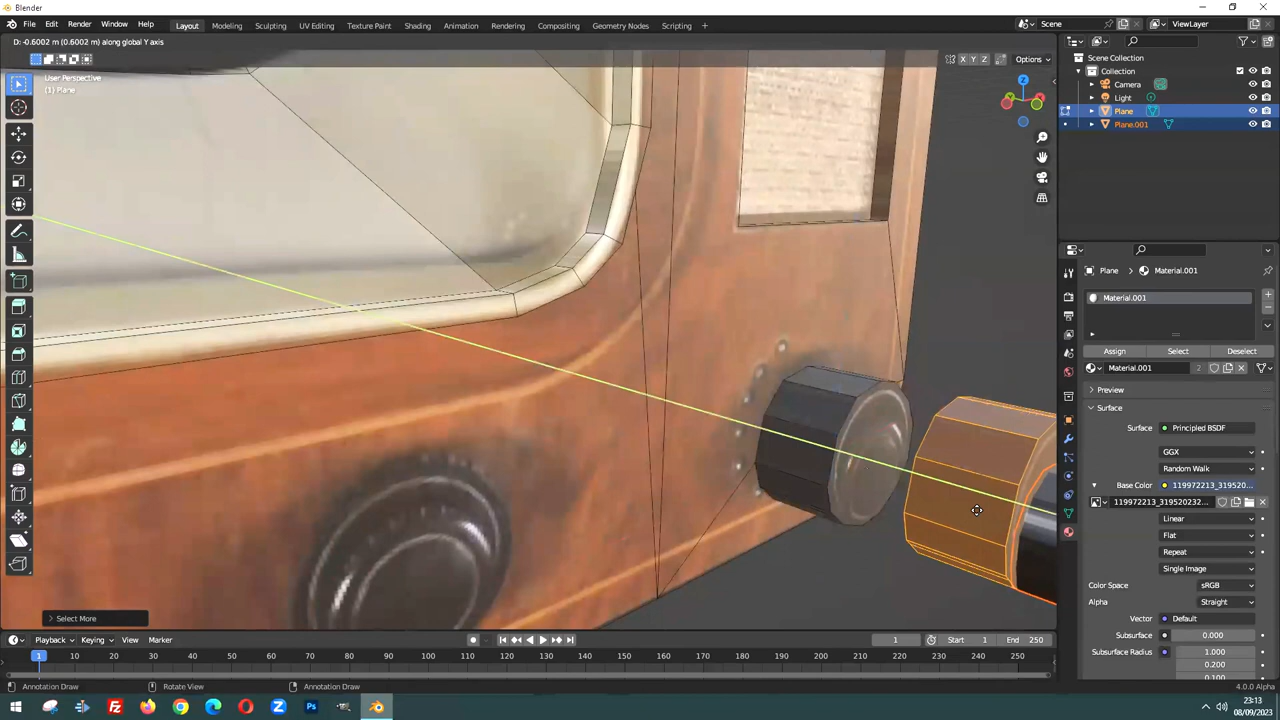 Blender
File Edit Render Window Help
Layout Modeling Sculpting UV Editing Texture Paint Shading Animation Rendering Compositing Geometry Nodes Scripting +
Scene ViewLayer
D: -0.6002 m (0.6002 m) along global Y axis
X Y Z Options
User Perspective
(1) Plane
Scene Collection
Collection
Camera
Light
Plane
Plane.001
Plane Material.001
Material.001
Assign Select Deselect
Material.001 2
Preview
Surface
Surface Principled BSDF
GGX
Random Walk
Base Color 119972213_319520...
119972213_319520232...
Linear
Flat
Repeat
Single Image
Color Space sRGB
Alpha Straight
Vector Default
Subsurface 0.000
Subsurface Radius 1.000
0.200
0.100
Select More
Playback Keying View Marker
1 Start 1 End 250
1 10 20 30 40 50 60 70 80 90 100 110 120 130 140 150 160 170 180 190 200 210 220 230 240 250
Annotation Draw Rotate View Annotation Draw
4.0.0 Alpha
23:13
08/09/2023